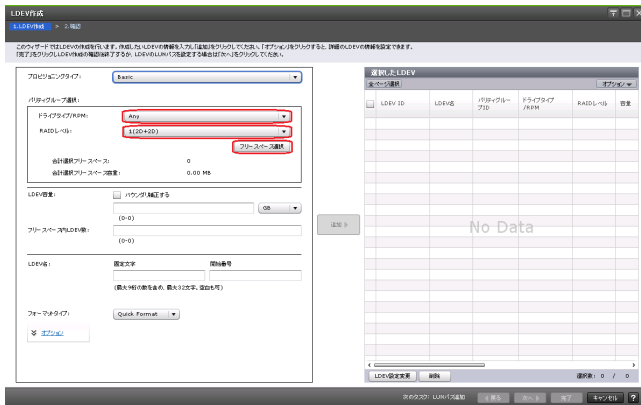 LDEV作成
1.LDEV作成 > 2.確認
このウィザードではLDEVの作成を行います。作成したいLDEVの情報を入力し「追加」をクリックしてください。「オプション」をクリックすると、詳細のLDEVの情報を設定できます。
「完了」をクリックしLDEV作成の確認後終了するか、LDEVのLUNパスを設定する場合は「次へ」をクリックしてください。
プロビジョニングタイプ:
Basic
パリティグループ選択:
ドライブタイプ/RPM:
Any
RAIDレベル:
1(2D+2D)
フリースペース選択
合計選択フリースペース:
0
合計選択フリースペース容量:
0.00 MB
LDEV容量:
バウンダリ補正する
GB
(0-0)
フリースペース内LDEV数:
(0-0)
LDEV名:
固定文字
開始番号
(最大9桁の数を含め、最大32文字。空白も可)
フォーマットタイプ:
Quick Format
オプション
追加
選択したLDEV
全ページ選択
オプション
LDEV ID
LDEV名
パリティグループID
ドライブタイプ/RPM
RAIDレベル
容量
No Data
LDEV設定変更
削除
選択数: 0 / 0
次のタスク: LUNパス追加
戻る
次へ
完了
キャンセル
?